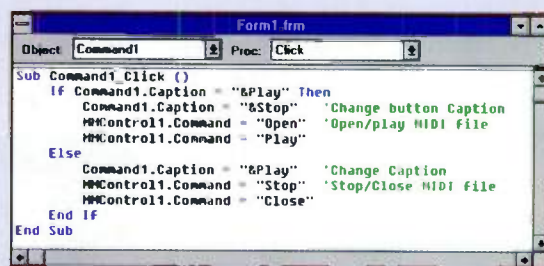 Form1.frm
Object: Command1 Proc: Click
Sub Command1_Click ()
    If Command1.Caption = "&Play" Then
        Command1.Caption = "&Stop"   'Change button Caption
        MMControl1.Command = "Open"  'Open/play MIDI file
        MMControl1.Command = "Play"
    Else
        Command1.Caption = "&Play"   'Change Caption
        MMControl1.Command = "Stop"  'Stop/Close MIDI file
        MMControl1.Command = "Close"
    End If
End Sub